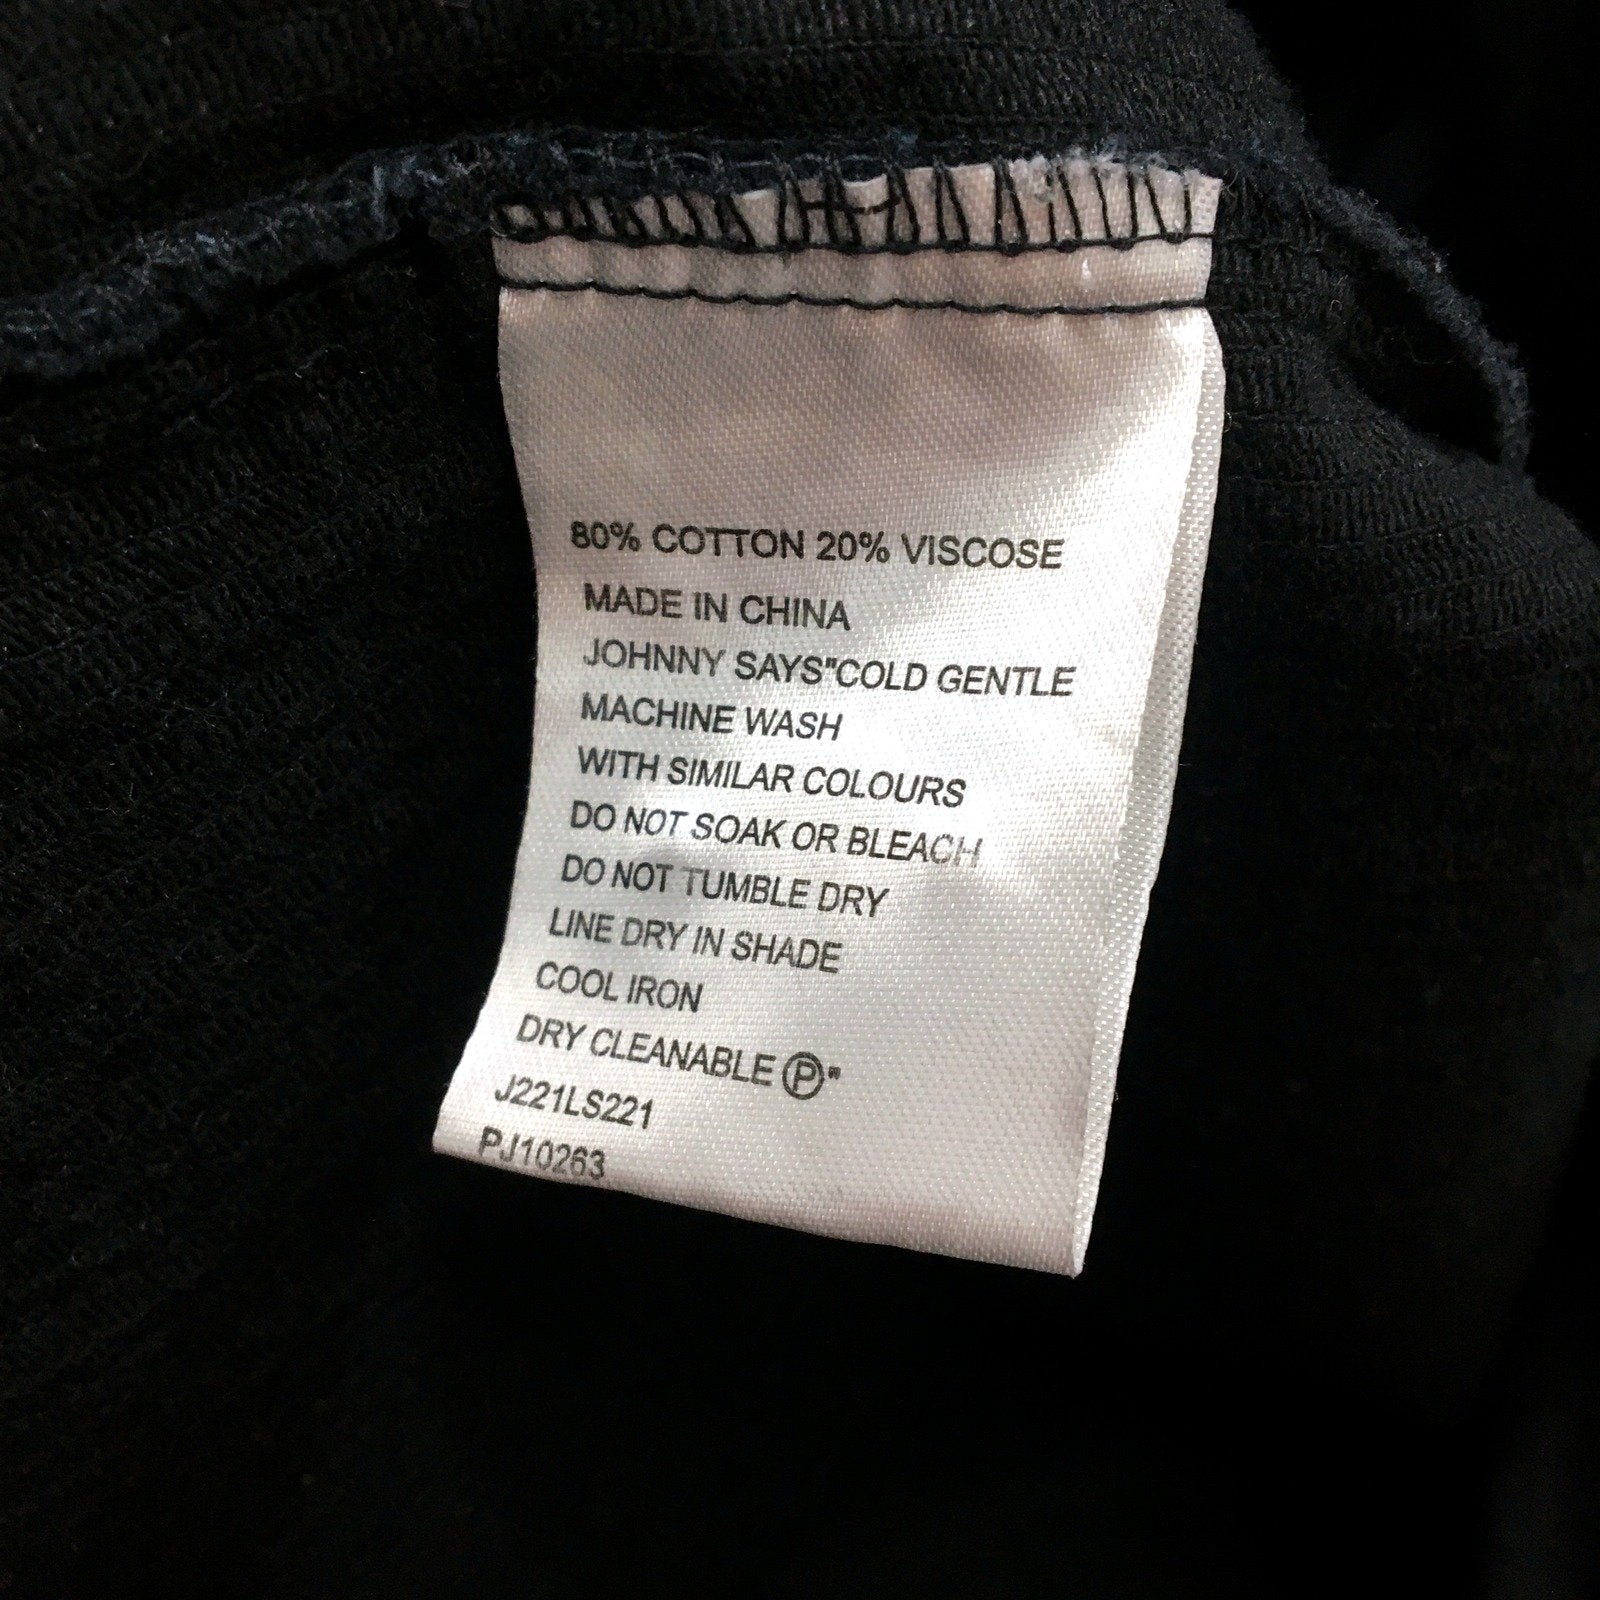 80% COTTON 20% VISCOSE
MADE IN CHINA
JOHNNY SAYS"COLD GENTLE
MACHINE WASH
WITH SIMILAR COLOURS
DO NOT SOAK OR BLEACH
DO NOT TUMBLE DRY
LINE DRY IN SHADE
COOL IRON
DRY CLEANABLE Ⓟ"
J221LS221
PJ10263